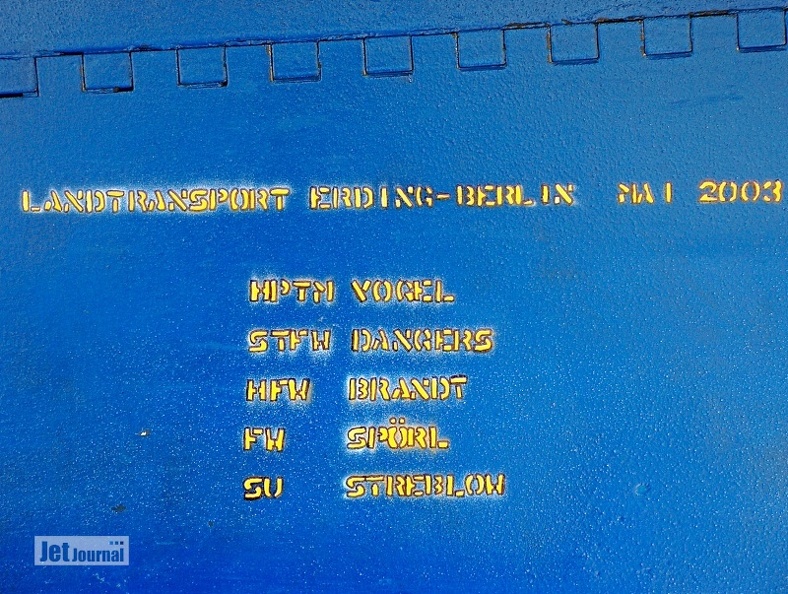 LANDTRANSPORT ERDING-BERLIN MAI 2003
HPTM VOGEL
STFW DANGERS
HFW BRANDT
FW SPÖRL
SU STREBLOW
Jet Journal